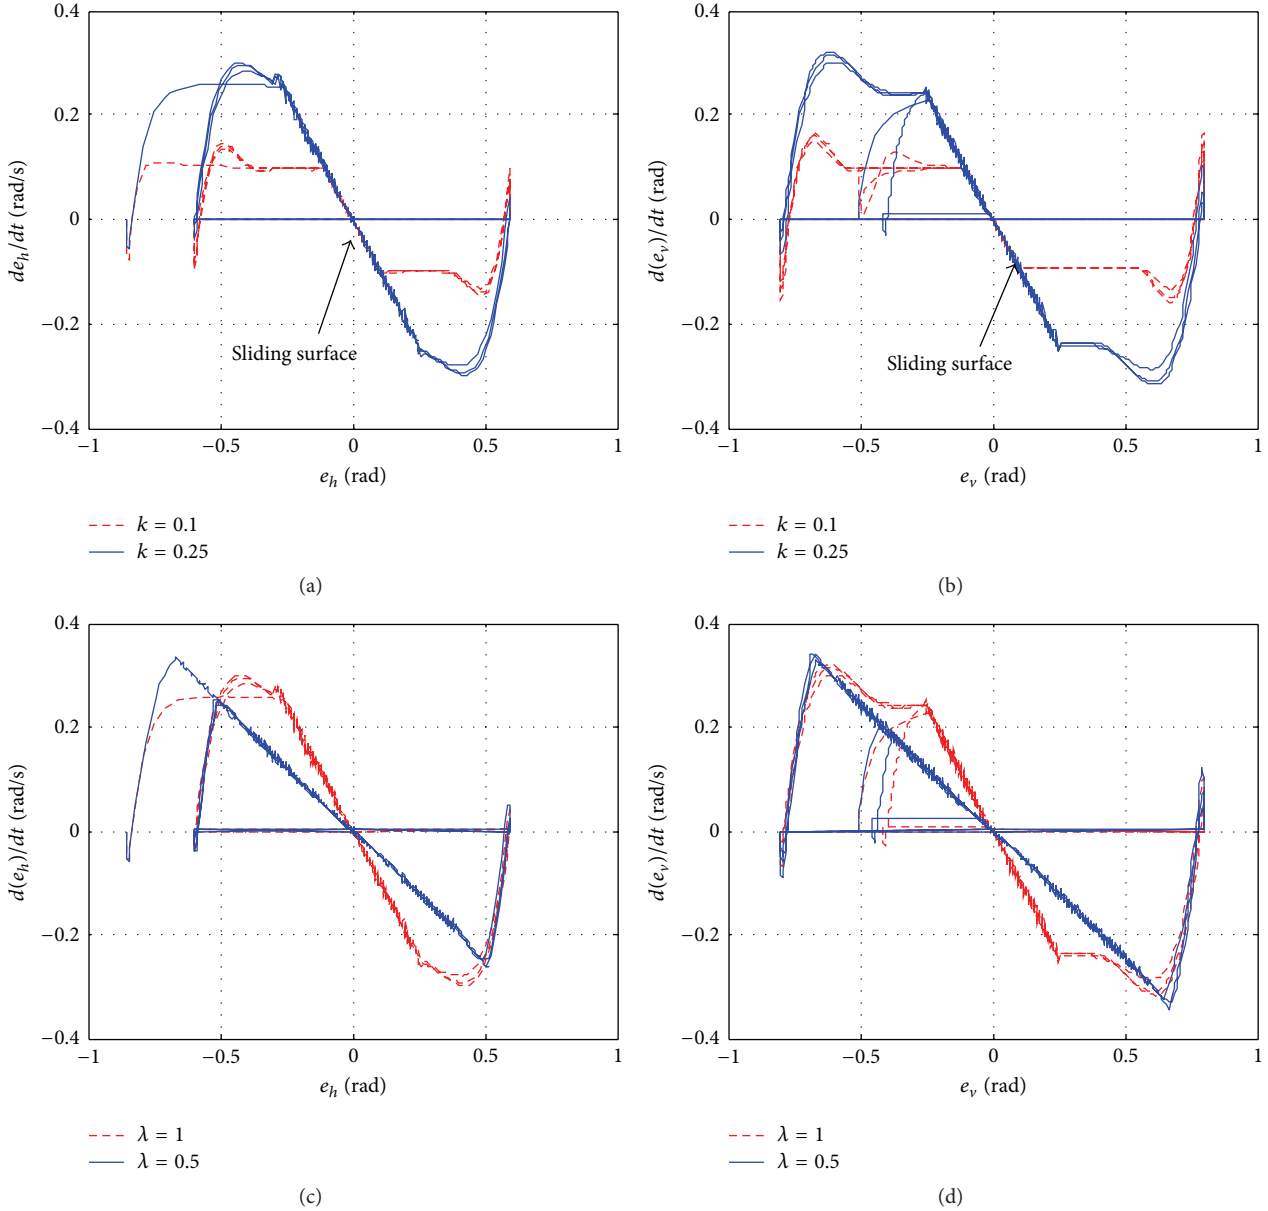 0.4
0.2
0
−0.2
−0.4
de_h/dt (rad/s)
Sliding surface
−1
−0.5
0
0.5
1
e_h (rad)
k = 0.1
k = 0.25
(a)
0.4
0.2
0
−0.2
−0.4
d(e_v)/dt (rad)
Sliding surface
−1
−0.5
0
0.5
1
e_v (rad)
k = 0.1
k = 0.25
(b)
0.4
0.2
0
−0.2
−0.4
d(e_h)/dt (rad/s)
−1
−0.5
0
0.5
1
e_h (rad)
λ = 1
λ = 0.5
(c)
0.4
0.2
0
−0.2
−0.4
d(e_v)/dt (rad/s)
−1
−0.5
0
0.5
1
e_v (rad)
λ = 1
λ = 0.5
(d)